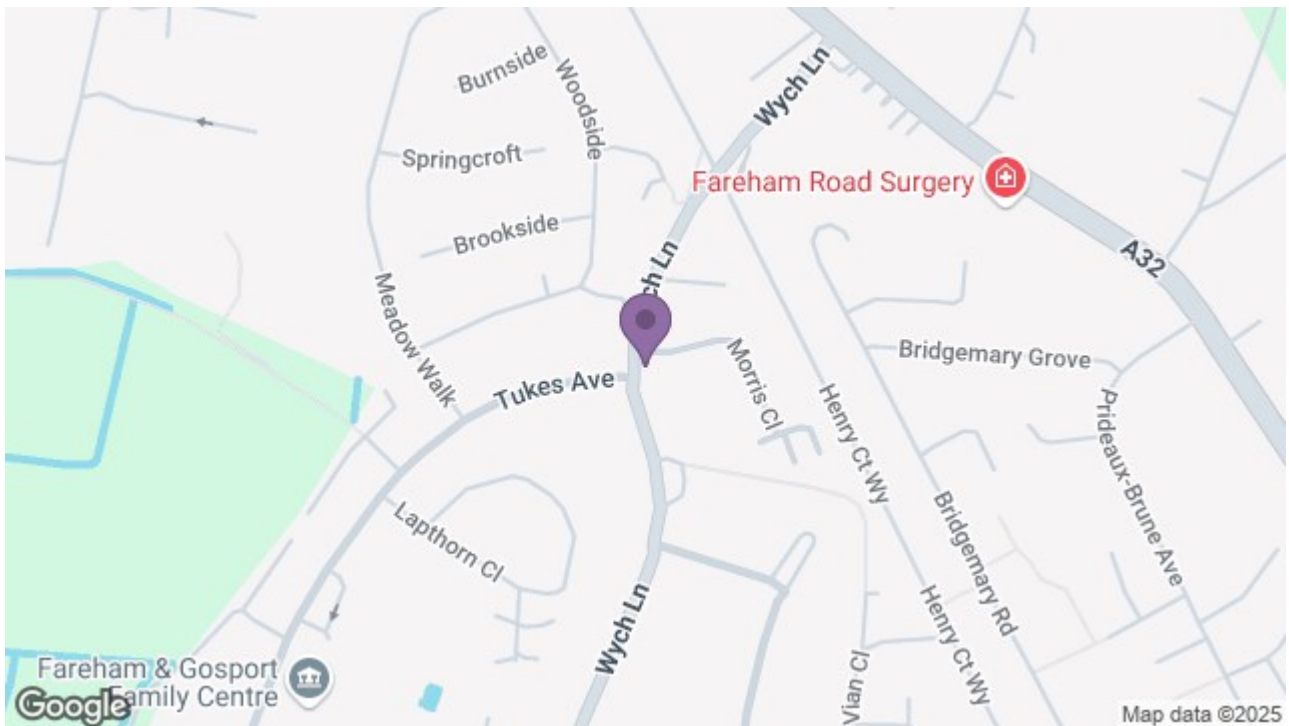 Burnside
Woodside
Wych Ln
Springcroft
Fareham Road Surgery
Brookside
A32
ch Ln
Meadow Walk
Bridgemary Grove
Tukes Ave
Morris Cl
Henry Ct Wy
Prideaux-Brune Ave
Lapthorn Cl
Bridgemary Rd
Wych Ln
Henry Ct Wy
Vian Cl
Fareham & Gosport
Family Centre
Google
Map data ©2025